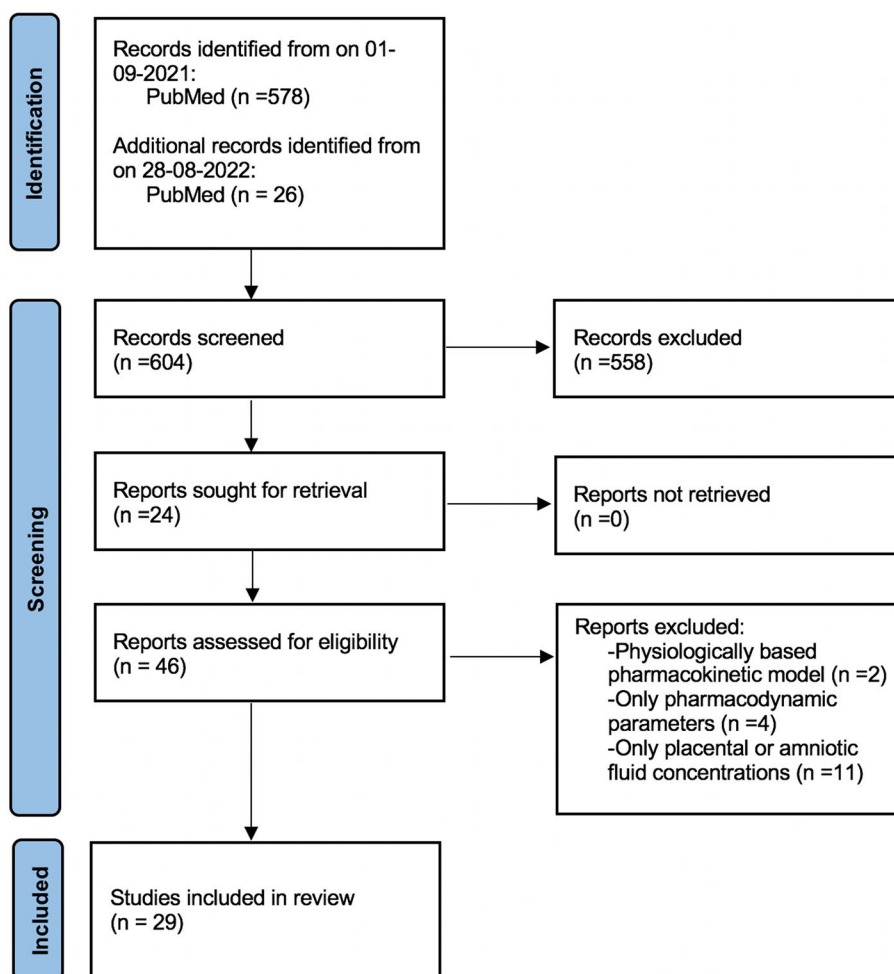 Identification
Records identified from on 01-
09-2021:
PubMed (n =578)
Additional records identified from
on 28-08-2022:
PubMed (n = 26)
Screening
Records screened
(n =604)
Records excluded
(n =558)
Reports sought for retrieval
(n =24)
Reports not retrieved
(n =0)
Reports assessed for eligibility
(n = 46)
Reports excluded:
-Physiologically based
pharmacokinetic model (n =2)
-Only pharmacodynamic
parameters (n =4)
-Only placental or amniotic
fluid concentrations (n =11)
Included
Studies included in review
(n = 29)